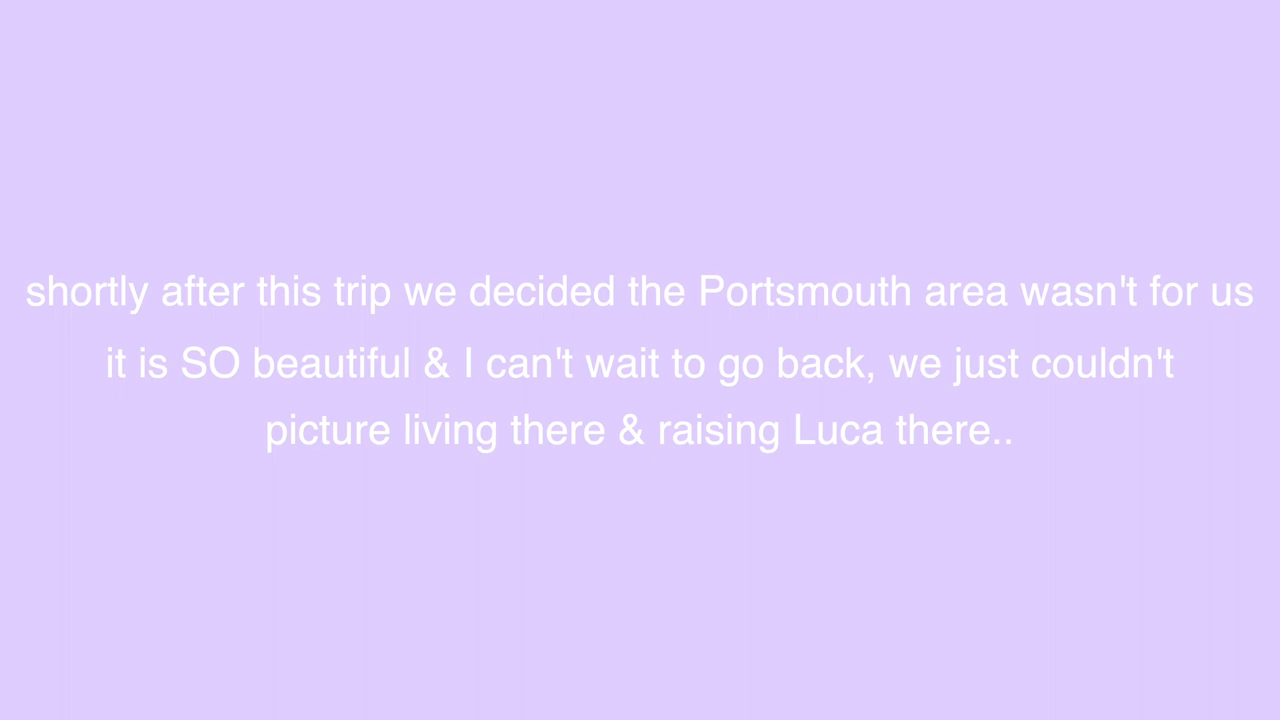 shortly after this trip we decided the Portsmouth area wasn't for us
it is SO beautiful & I can't wait to go back, we just couldn't
picture living there & raising Luca there..